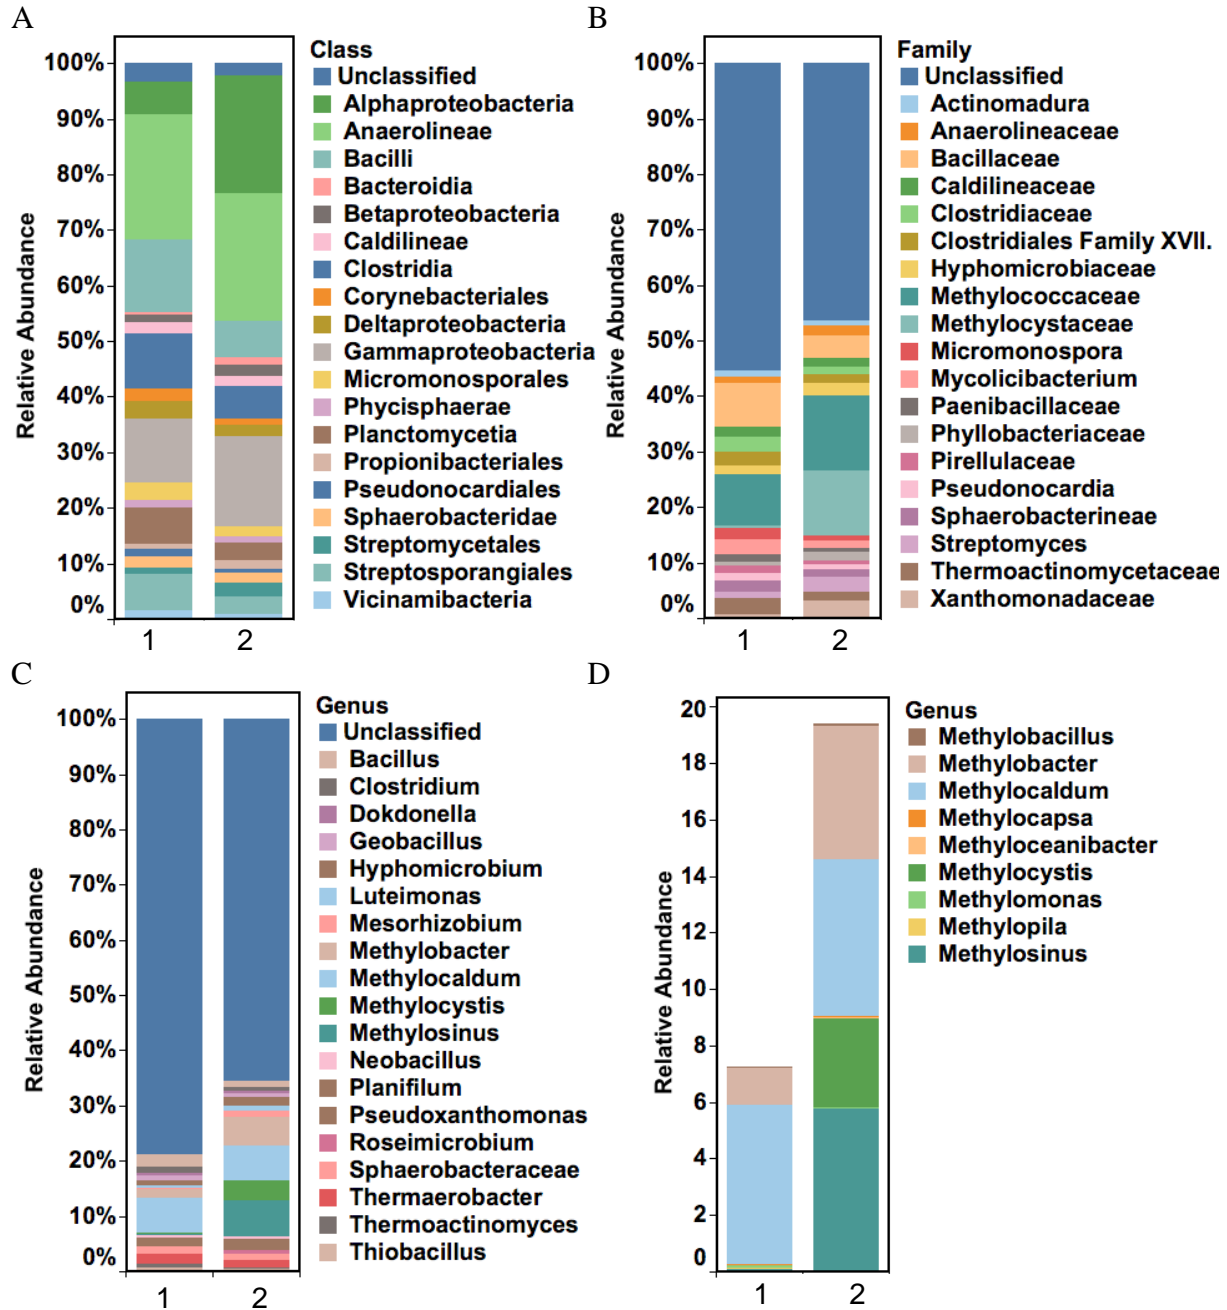 A
Relative Abundance
100%
90%
80%
70%
60%
50%
40%
30%
20%
10%
0%
1 2
Class
Unclassified
Alphaproteobacteria
Anaerolineae
Bacilli
Bacteroidia
Betaproteobacteria
Caldilineae
Clostridia
Corynebacteriales
Deltaproteobacteria
Gammaproteobacteria
Micromonosporales
Phycisphaerae
Planctomycetia
Propionibacteriales
Pseudonocardiales
Sphaerobacteridae
Streptomycetales
Streptosporangiales
Vicinamibacteria
B
Relative Abundance
100%
90%
80%
70%
60%
50%
40%
30%
20%
10%
0%
1 2
Family
Unclassified
Actinomadura
Anaerolineaceae
Bacillaceae
Caldilineaceae
Clostridiaceae
Clostridiales Family XVII.
Hyphomicrobiaceae
Methylococcaceae
Methylocystaceae
Micromonospora
Mycolicibacterium
Paenibacillaceae
Phyllobacteriaceae
Pirellulaceae
Pseudonocardia
Sphaerobacterineae
Streptomyces
Thermoactinomycetaceae
Xanthomonadaceae
C
Relative Abundance
100%
90%
80%
70%
60%
50%
40%
30%
20%
10%
0%
1 2
Genus
Unclassified
Bacillus
Clostridium
Dokdonella
Geobacillus
Hyphomicrobium
Luteimonas
Mesorhizobium
Methylobacter
Methylocaldum
Methylocystis
Methylosinus
Neobacillus
Planifilum
Pseudoxanthomonas
Roseimicrobium
Sphaerobacteraceae
Thermaerobacter
Thermoactinomyces
Thiobacillus
D
Relative Abundance
20
18
16
14
12
10
8
6
4
2
0
1 2
Genus
Methylobacillus
Methylobacter
Methylocaldum
Methylocapsa
Methyloceanibacter
Methylocystis
Methylomonas
Methylopila
Methylosinus